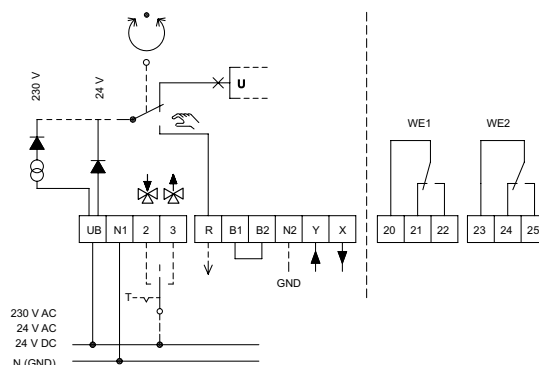 230 V
24 V
U
WE1
WE2
UB N1 2 3 R B1 B2 N2 Y X
20 21 22
23 24 25
GND
T
230 V AC
24 V AC
24 V DC
N (GND)